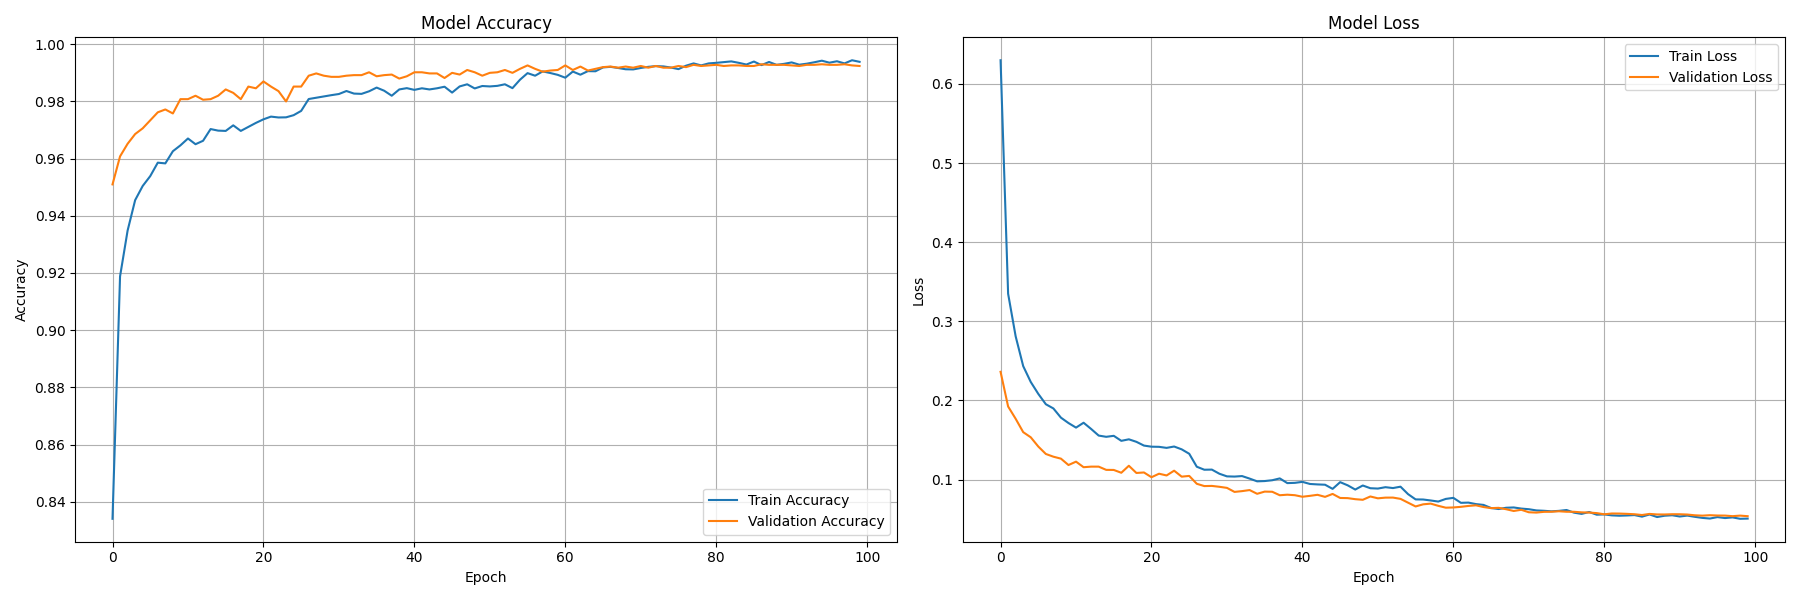 Model Accuracy
1.00
0.98
0.96
0.94
0.92
0.90
0.88
0.86
0.84
Accuracy
0
20
40
60
80
100
Epoch
Train Accuracy
Validation Accuracy
Model Loss
0.6
0.5
0.4
0.3
0.2
0.1
Loss
0
20
40
60
80
100
Epoch
Train Loss
Validation Loss